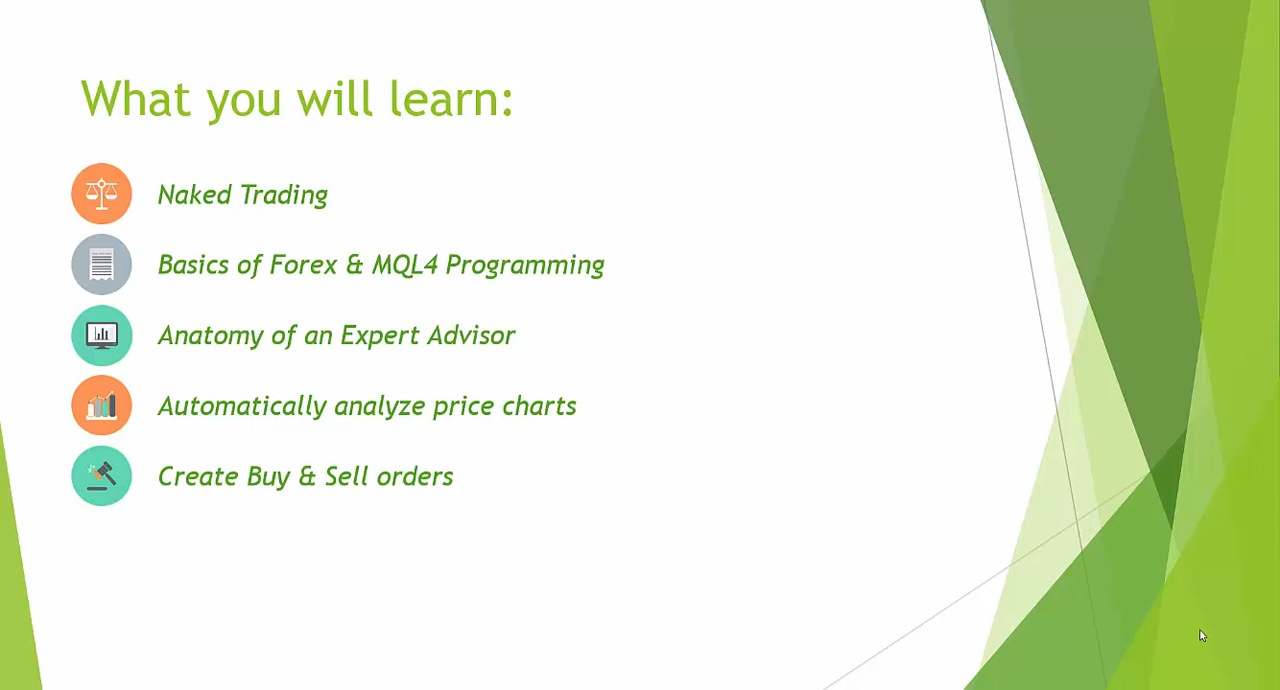 What you will learn:
Naked Trading
Basics of Forex & MQL4 Programming
Anatomy of an Expert Advisor
Automatically analyze price charts
Create Buy & Sell orders